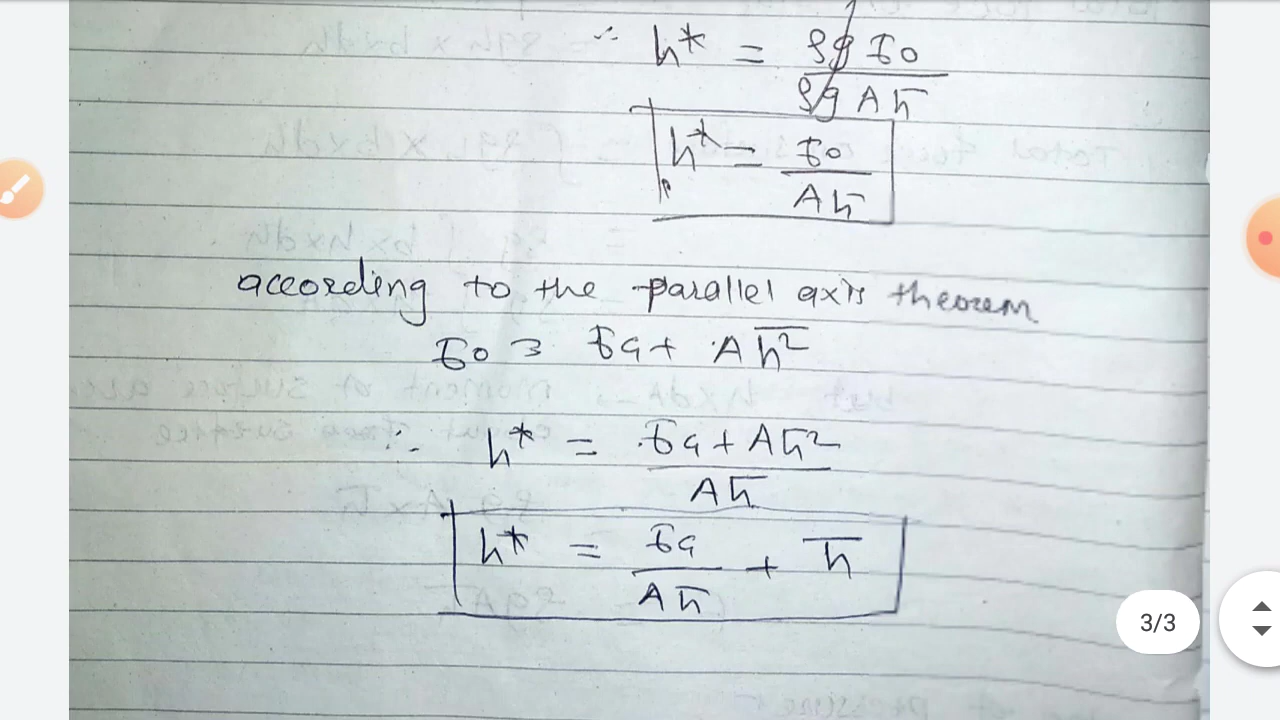 ∴ h* = ρg I₀
ρg A h̄
h* = I₀
A h̄
according to the parallel axis theorem
I₀ = IG + A h̄²
∴ h* = IG + A h̄²
A h̄
h* = IG + h̄
A h̄
3/3